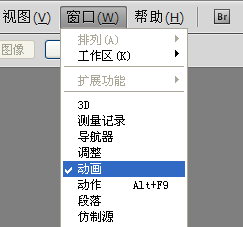 视图(V) 窗口(W) 帮助(H) Br
图像
排列(A)
工作区(K)
扩展功能
3D
测量记录
导航器
调整
动画
动作 Alt+F9
段落
仿制源